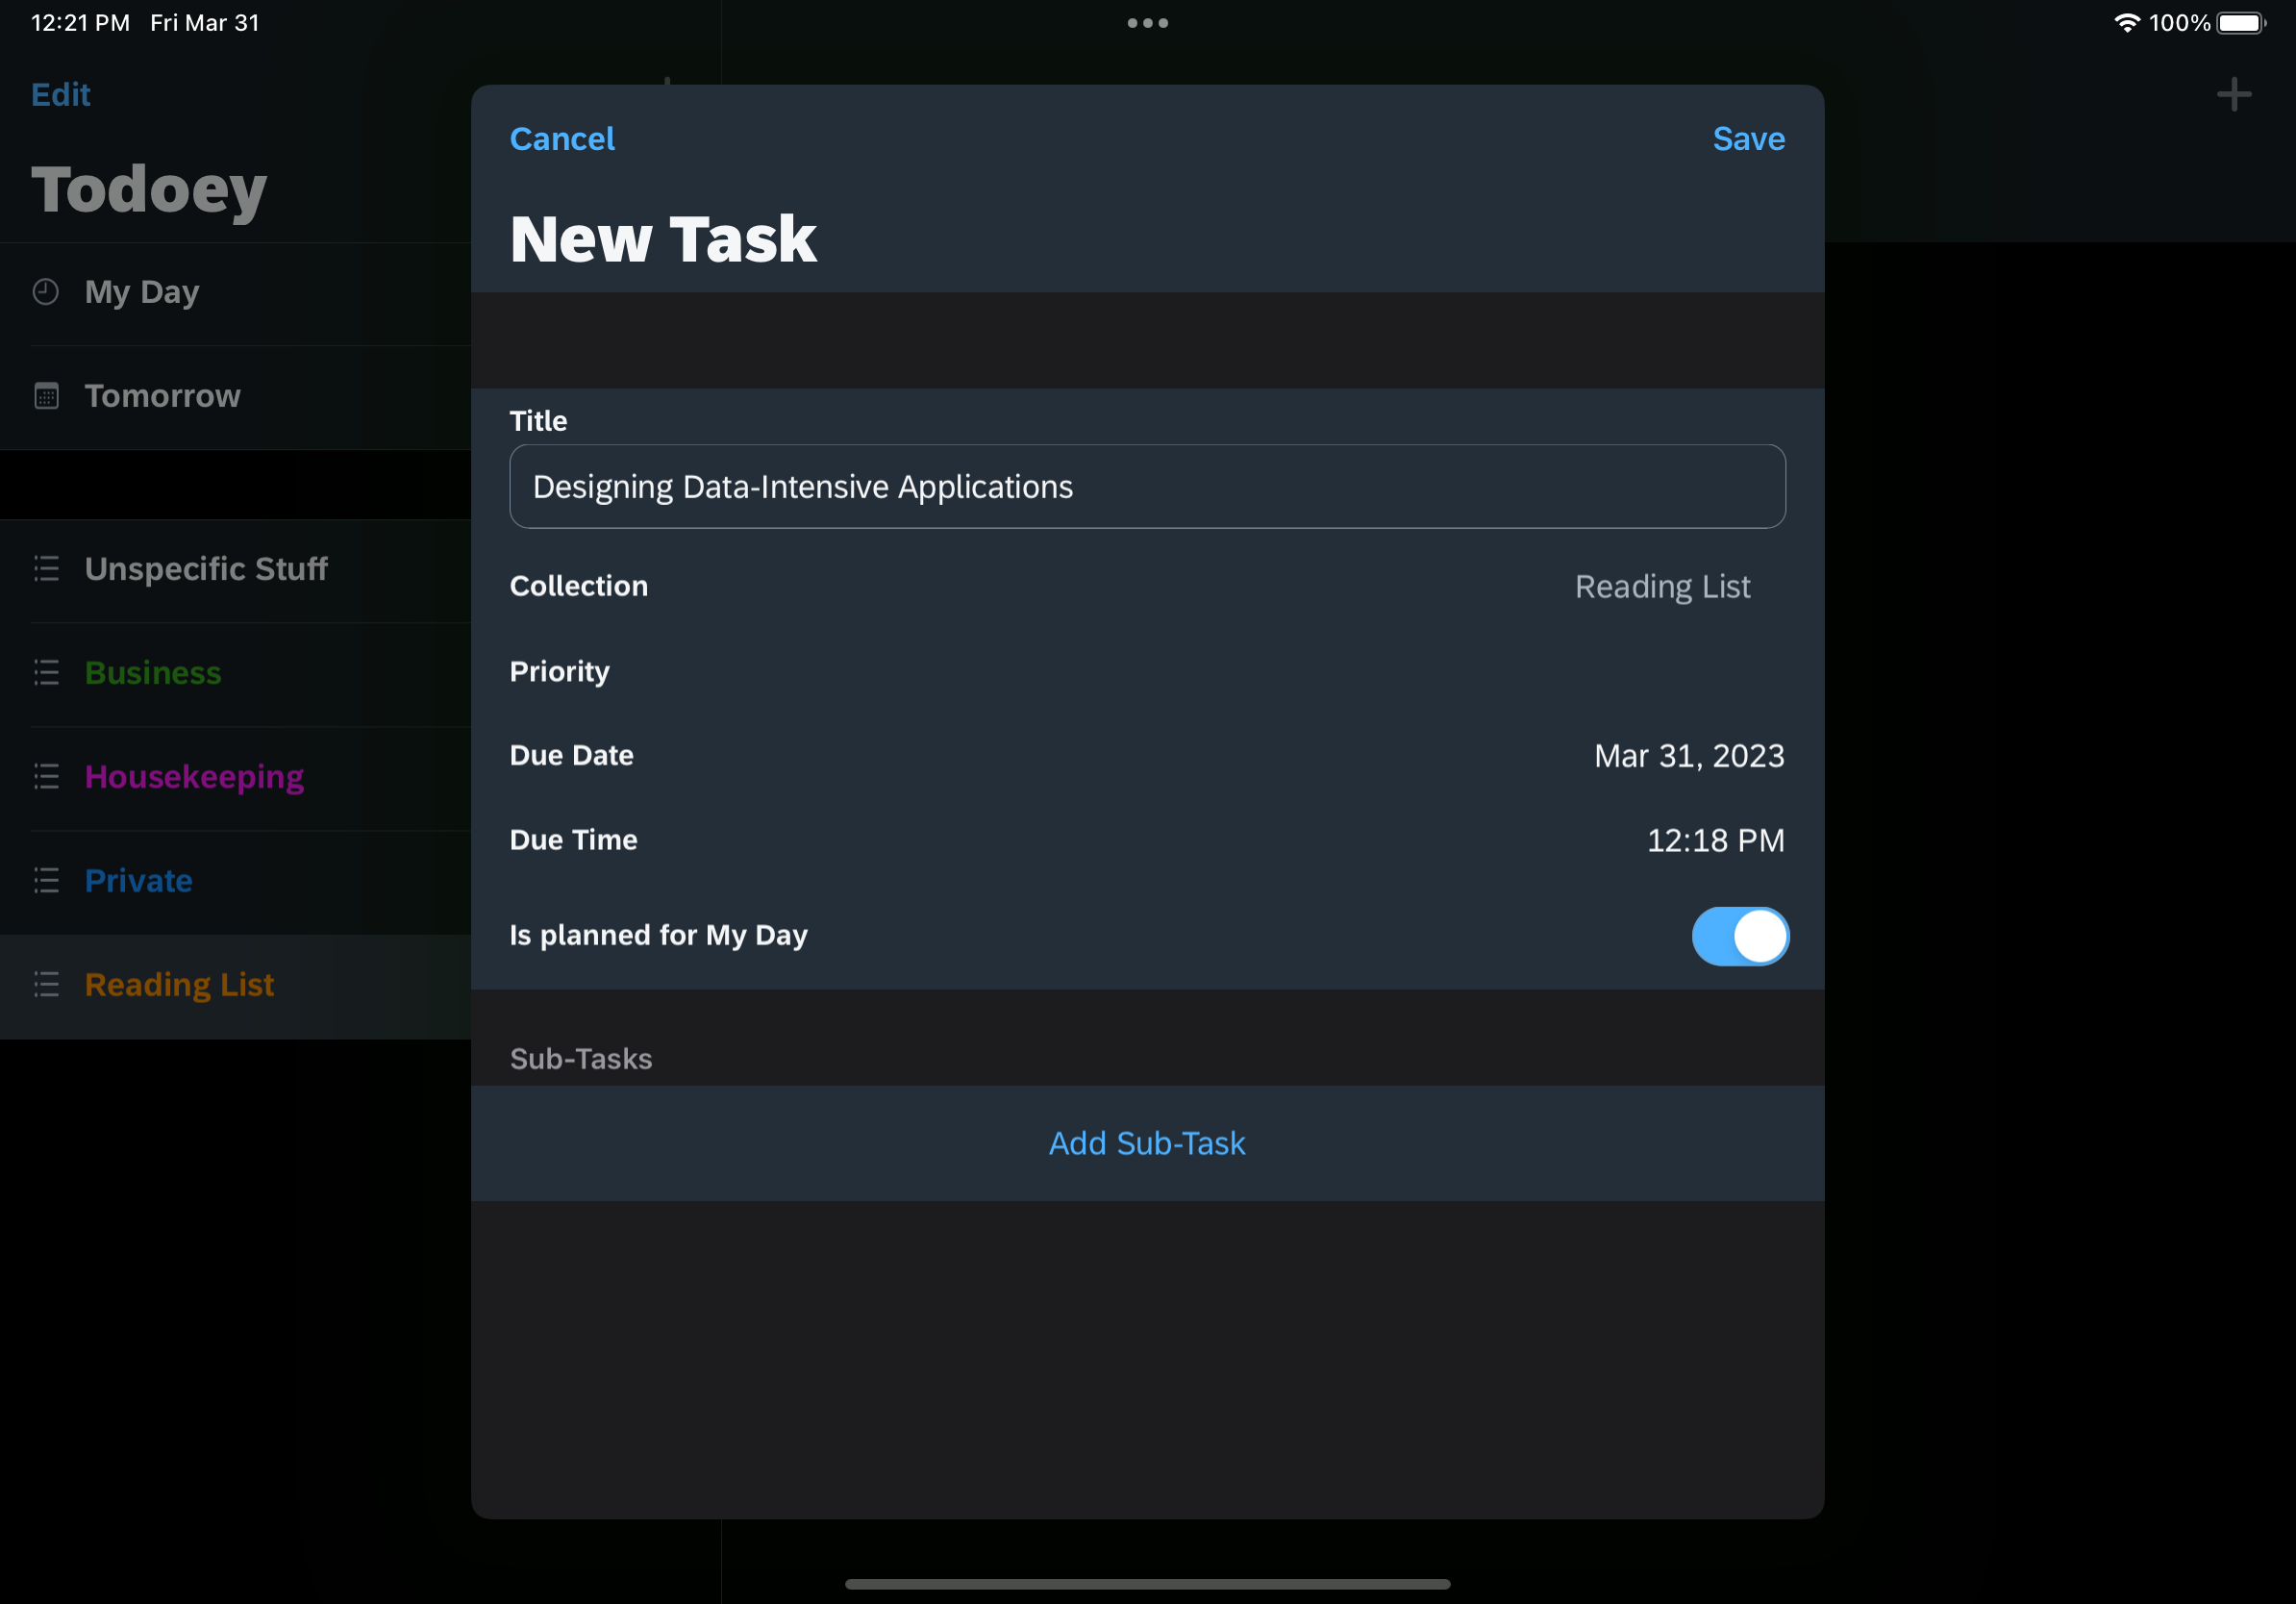 12:21 PM Fri Mar 31
100%
Edit
Todoey
My Day
Tomorrow
Unspecific Stuff
Business
Housekeeping
Private
Reading List
Cancel
Save
New Task
Title
Designing Data-Intensive Applications
Collection Reading List
Priority
Due Date Mar 31, 2023
Due Time 12:18 PM
Is planned for My Day
Sub-Tasks
Add Sub-Task